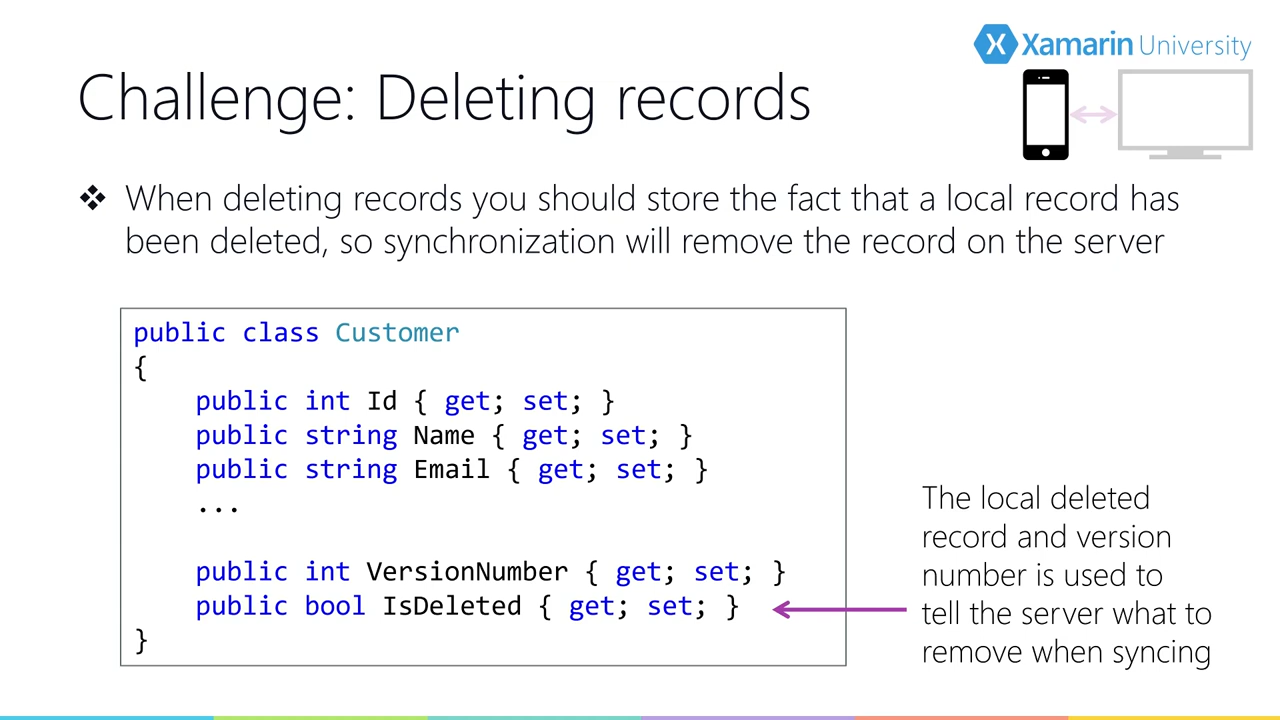 Xamarin University
Challenge: Deleting records
❖ When deleting records you should store the fact that a local record has
been deleted, so synchronization will remove the record on the server
public class Customer
{
    public int Id { get; set; }
    public string Name { get; set; }
    public string Email { get; set; }
    ...
    public int VersionNumber { get; set; }
    public bool IsDeleted { get; set; }
}
The local deleted
record and version
number is used to
tell the server what to
remove when syncing